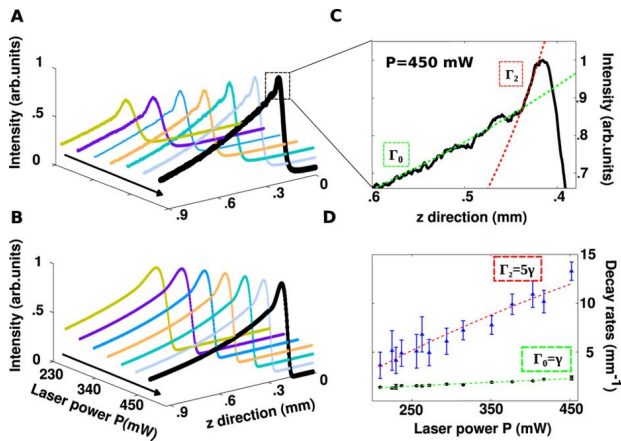 A
Intensity (arb.units)
1
.5
0
.9
.6
.3
0
C
P=450 mW
Γ2
Γ0
1
.9
.8
.7
Intensity (arb.units)
.6
.5
.4
z direction (mm)
B
Intensity (arb.units)
1
.5
0
230
340
450
Laser power P(mW)
.9
.6
.3
0
z direction (mm)
D
Γ2=5γ
Γ0=γ
15
10
5
Decay rates (mm-1)
250
300
350
400
450
Laser power P (mW)